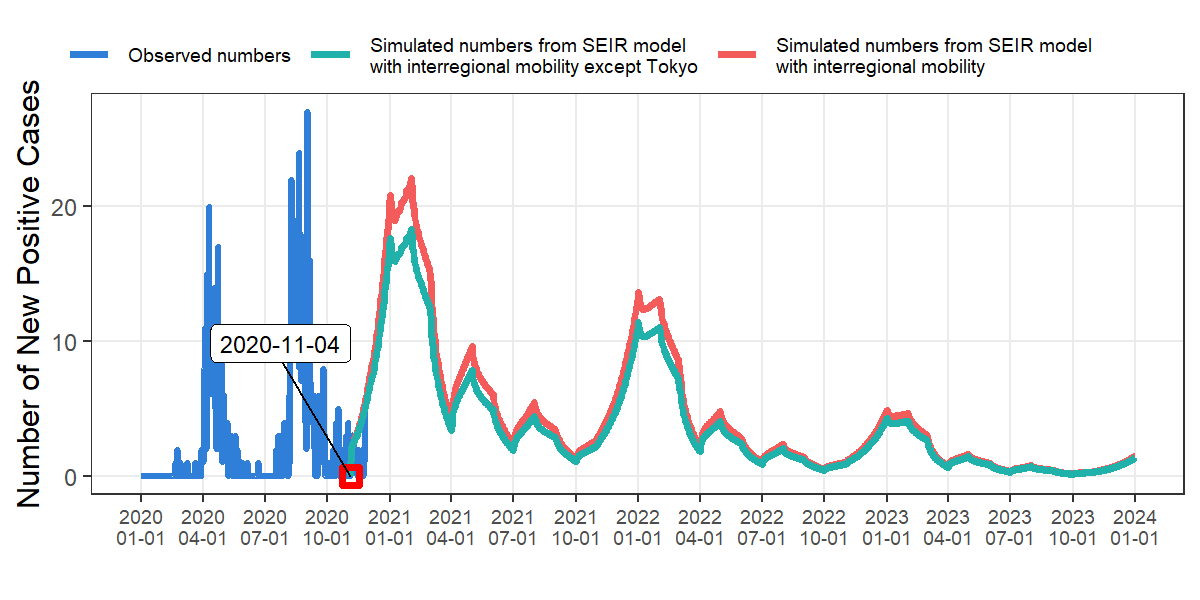 Observed numbers
Simulated numbers from SEIR model
with interregional mobility except Tokyo
Simulated numbers from SEIR model
with interregional mobility
Number of New Positive Cases
20
10
0
2020-11-04
2020 2020 2020 2020 2021 2021 2021 2021 2022 2022 2022 2022 2023 2023 2023 2023 2024
01-01 04-01 07-01 10-01 01-01 04-01 07-01 10-01 01-01 04-01 07-01 10-01 01-01 04-01 07-01 10-01 01-01